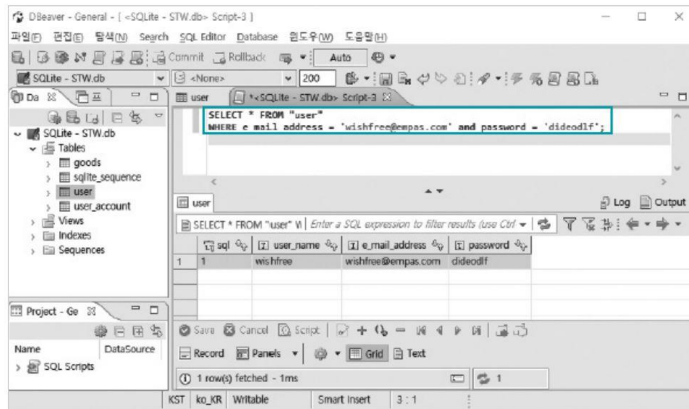 DBeaver - General - [ <SQLite - STW.db> Script-3 ]
파일(F) 편집(E) 탐색(N) Search SQL Editor Database 윈도우(W) 도움말(H)
Commit Rollback Auto
SQLite - STW.db <None> 200
Da user *<SQLite - STW.db> Script-3
SELECT * FROM "user"
WHERE e_mail_address = 'wishfree@empas.com' and password = 'dideodlf';
SQLite - STW.db
Tables
goods
sqlite_sequence
user
user_account
Views
Indexes
Sequences
user Log Output
SELECT * FROM "user" W Enter a SQL expression to filter results (use Ctrl
sql user_name e_mail_address password
1 1 wishfree wishfree@empas.com dideodlf
Project - Ge
Name DataSource
SQL Scripts
Save Cancel Script
Record Panels Grid Text
1 row(s) fetched - 1ms 1
KST ko_KR Writable Smart Insert 3 : 1